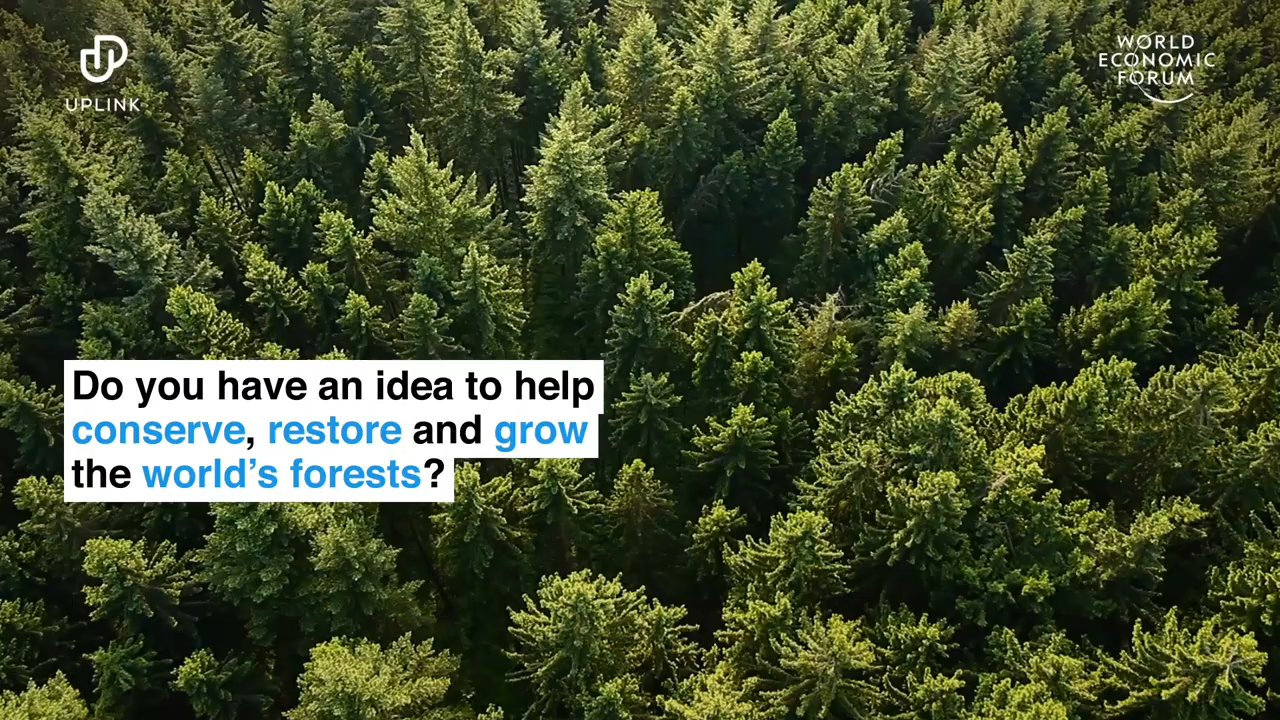 UPLINK
WORLD
ECONOMIC
FORUM
Do you have an idea to help
conserve, restore and grow
the world’s forests?